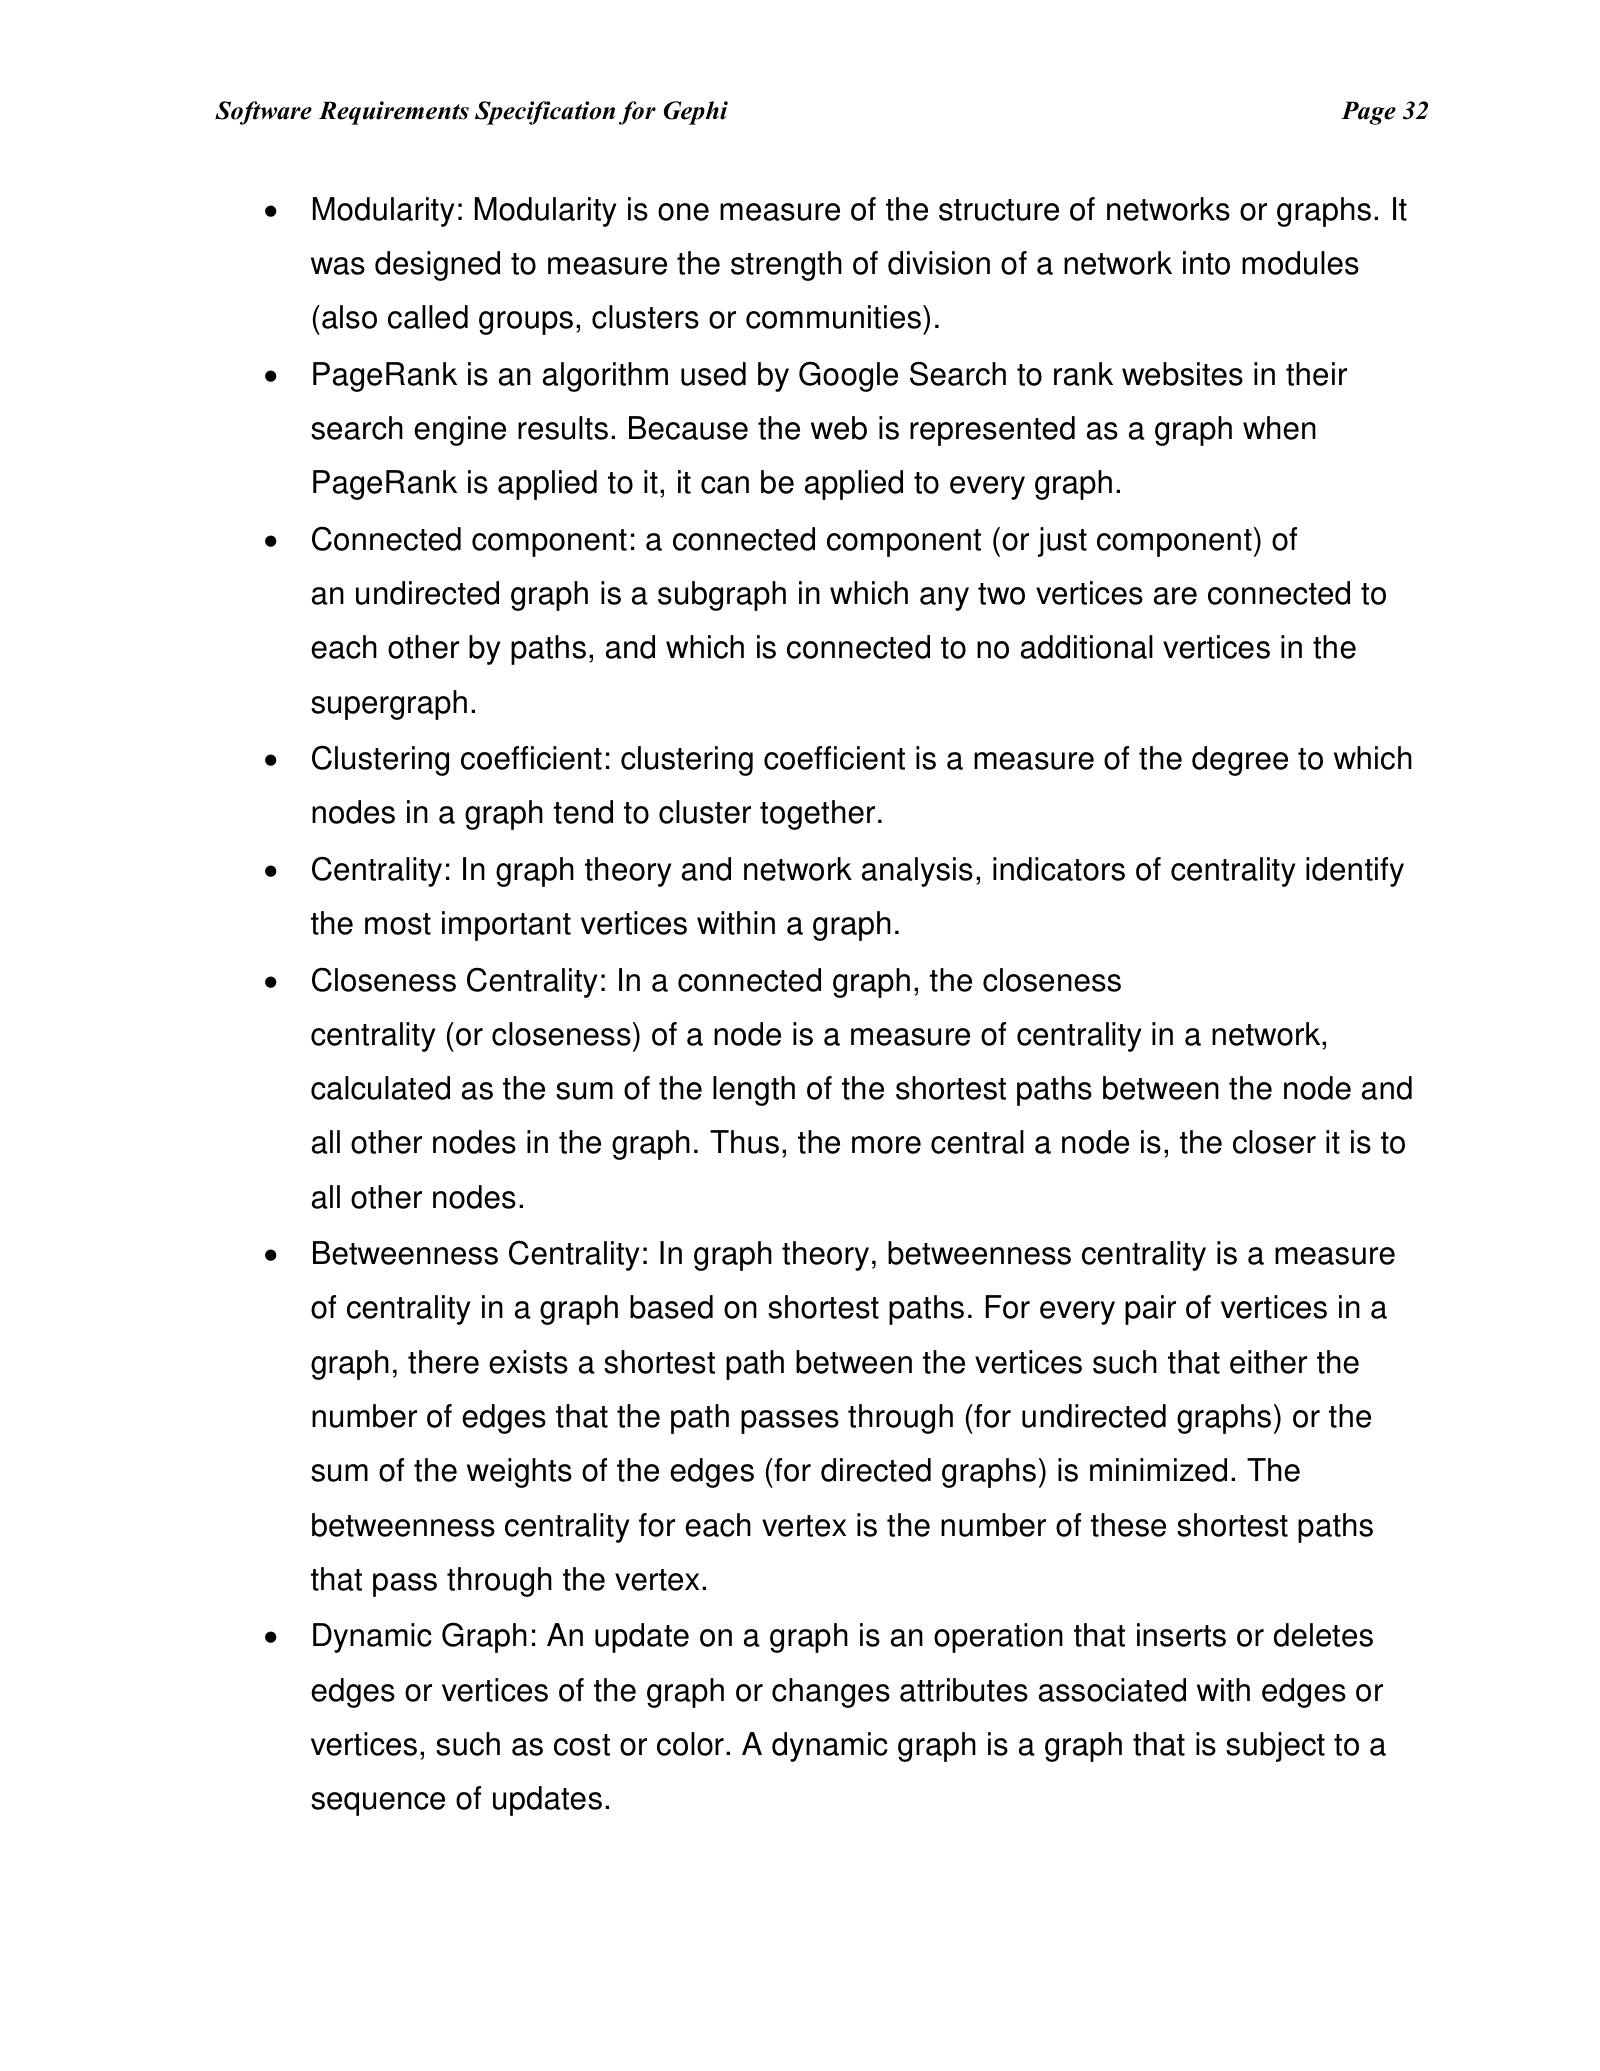 Software Requirements Specification for Gephi Page 32
• Modularity: Modularity is one measure of the structure of networks or graphs. It
was designed to measure the strength of division of a network into modules
(also called groups, clusters or communities).
• PageRank is an algorithm used by Google Search to rank websites in their
search engine results. Because the web is represented as a graph when
PageRank is applied to it, it can be applied to every graph.
• Connected component: a connected component (or just component) of
an undirected graph is a subgraph in which any two vertices are connected to
each other by paths, and which is connected to no additional vertices in the
supergraph.
• Clustering coefficient: clustering coefficient is a measure of the degree to which
nodes in a graph tend to cluster together.
• Centrality: In graph theory and network analysis, indicators of centrality identify
the most important vertices within a graph.
• Closeness Centrality: In a connected graph, the closeness
centrality (or closeness) of a node is a measure of centrality in a network,
calculated as the sum of the length of the shortest paths between the node and
all other nodes in the graph. Thus, the more central a node is, the closer it is to
all other nodes.
• Betweenness Centrality: In graph theory, betweenness centrality is a measure
of centrality in a graph based on shortest paths. For every pair of vertices in a
graph, there exists a shortest path between the vertices such that either the
number of edges that the path passes through (for undirected graphs) or the
sum of the weights of the edges (for directed graphs) is minimized. The
betweenness centrality for each vertex is the number of these shortest paths
that pass through the vertex.
• Dynamic Graph: An update on a graph is an operation that inserts or deletes
edges or vertices of the graph or changes attributes associated with edges or
vertices, such as cost or color. A dynamic graph is a graph that is subject to a
sequence of updates.